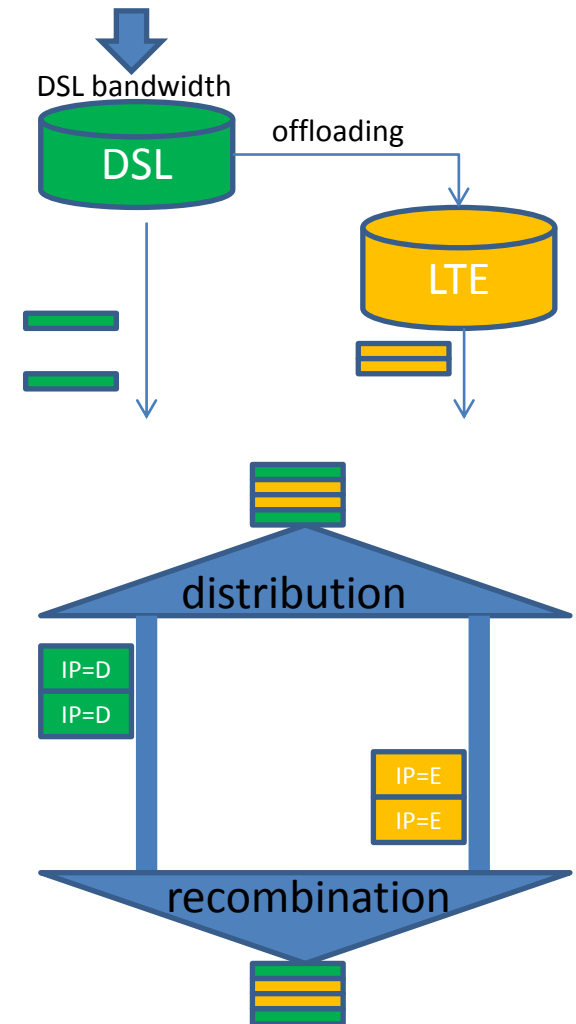 DSL bandwidth
offloading
DSL
LTE
distribution
IP=D
IP=D
IP=E
IP=E
recombination